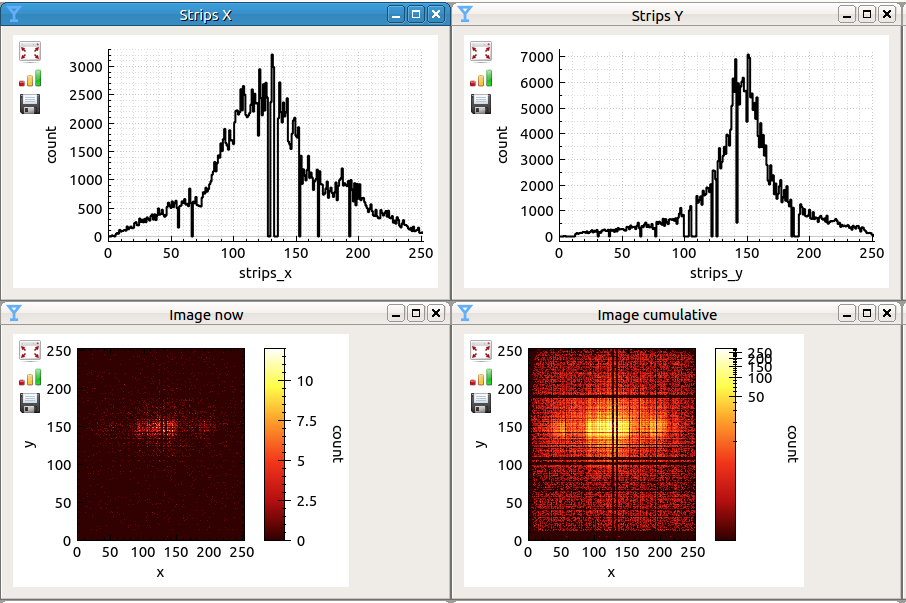 Strips X
3000
2500
2000
1500
1000
500
0
count
0 50 100 150 200 250
strips_x
Strips Y
7000
6000
5000
4000
3000
2000
1000
0
count
0 50 100 150 200 250
strips_y
Image now
250
200
150
100
50
0
y
0 50 100 150 200 250
x
10
7.5
5
2.5
0
count
Image cumulative
250
200
150
100
50
0
y
0 50 100 150 200 250
x
250
200
150
100
50
count